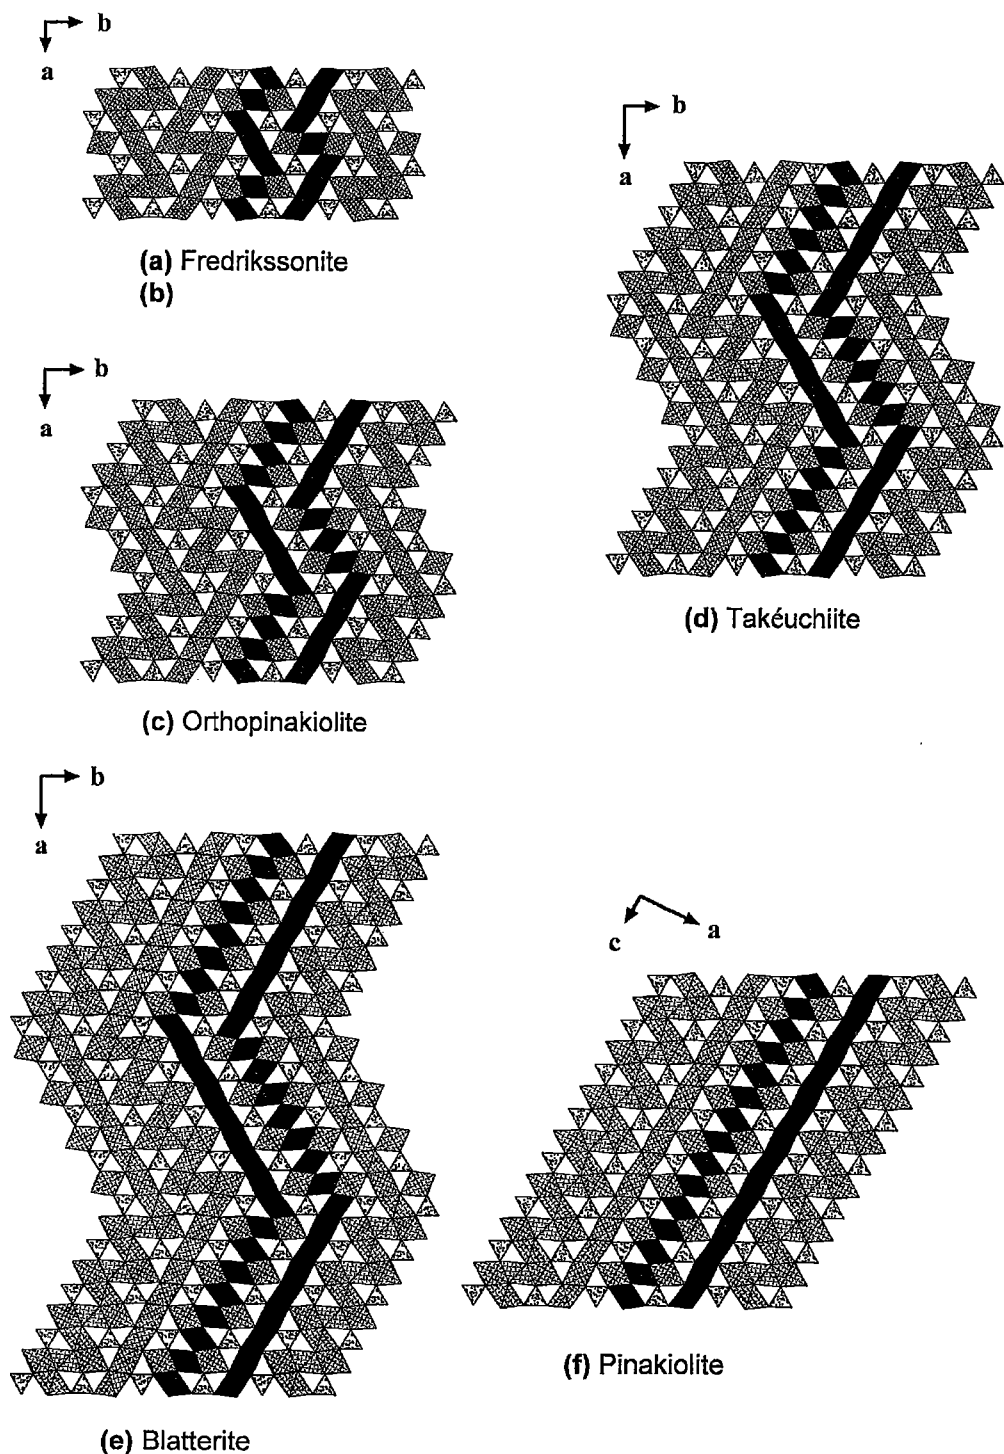 b
a
(a) Fredrikssonite
(b)
b
a
(c) Orthopinakiolite
b
a
(d) Takéuchiite
b
a
(e) Blatterite
c
a
(f) Pinakiolite